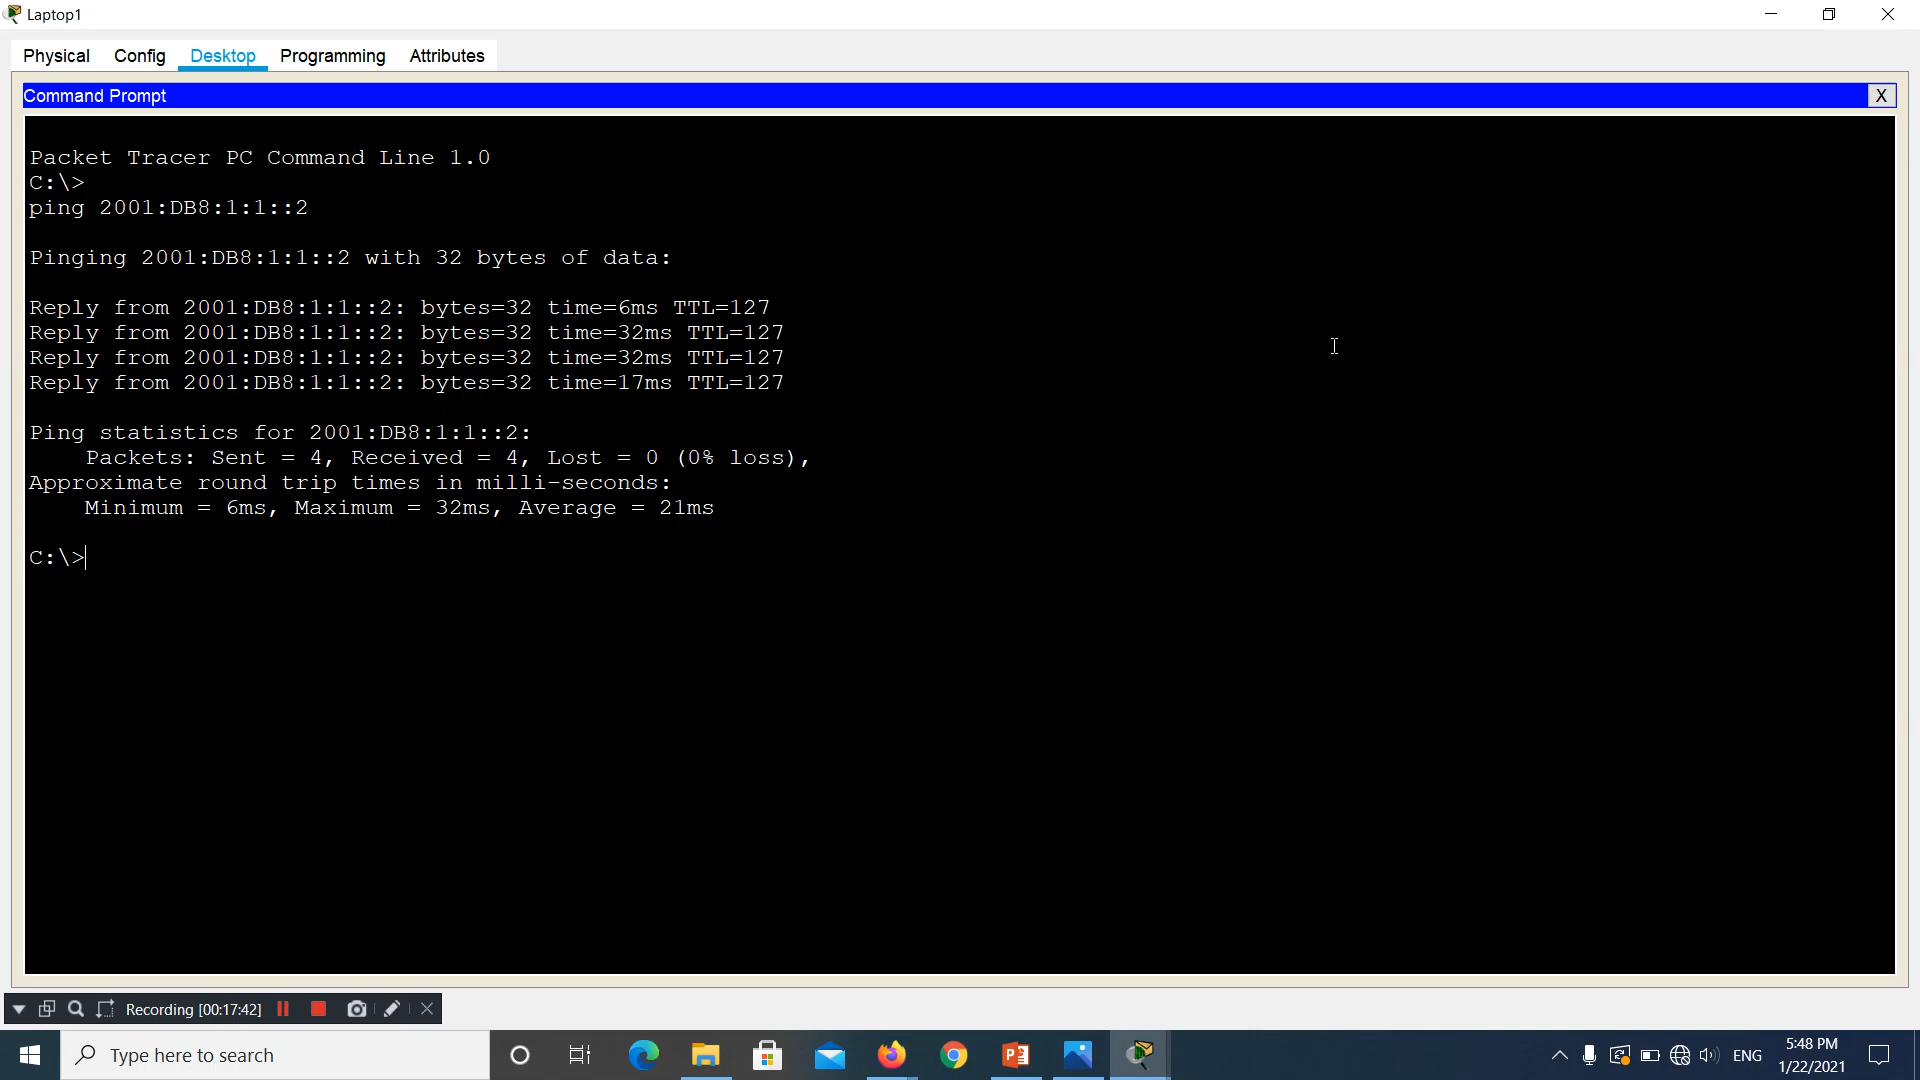 Laptop1
Physical Config Desktop Programming Attributes
Command Prompt X
Packet Tracer PC Command Line 1.0
C:\>
ping 2001:DB8:1:1::2
Pinging 2001:DB8:1:1::2 with 32 bytes of data:
Reply from 2001:DB8:1:1::2: bytes=32 time=6ms TTL=127
Reply from 2001:DB8:1:1::2: bytes=32 time=32ms TTL=127
Reply from 2001:DB8:1:1::2: bytes=32 time=32ms TTL=127
Reply from 2001:DB8:1:1::2: bytes=32 time=17ms TTL=127
Ping statistics for 2001:DB8:1:1::2:
Packets: Sent = 4, Received = 4, Lost = 0 (0% loss),
Approximate round trip times in milli-seconds:
Minimum = 6ms, Maximum = 32ms, Average = 21ms
C:\>
Recording [00:17:42]
Type here to search
ENG
5:48 PM
1/22/2021